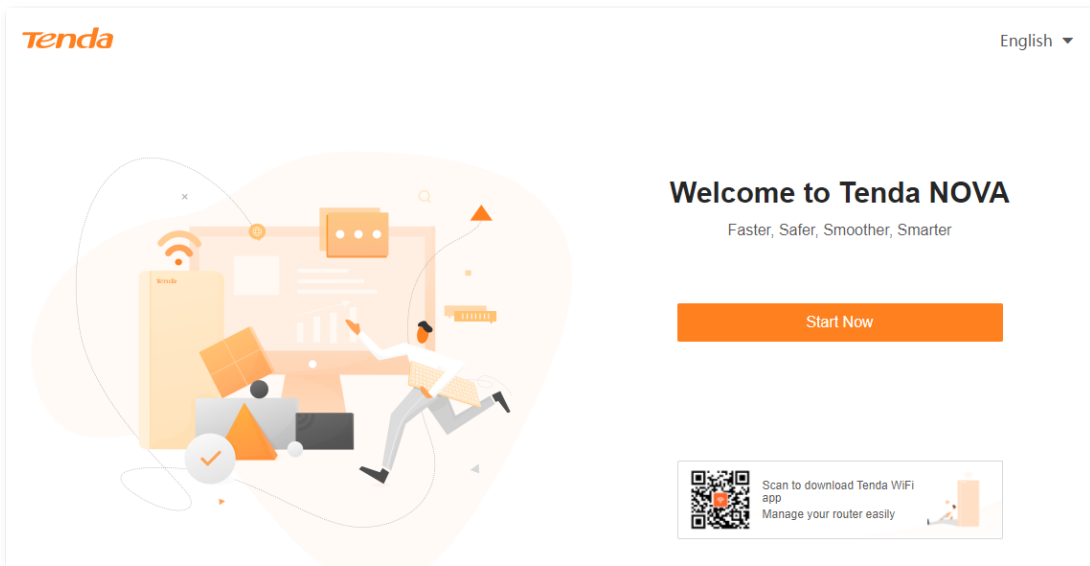 Tenda
English
Welcome to Tenda NOVA
Faster, Safer, Smoother, Smarter
Tenda
Start Now
Scan to download Tenda WiFi
app
Manage your router easily